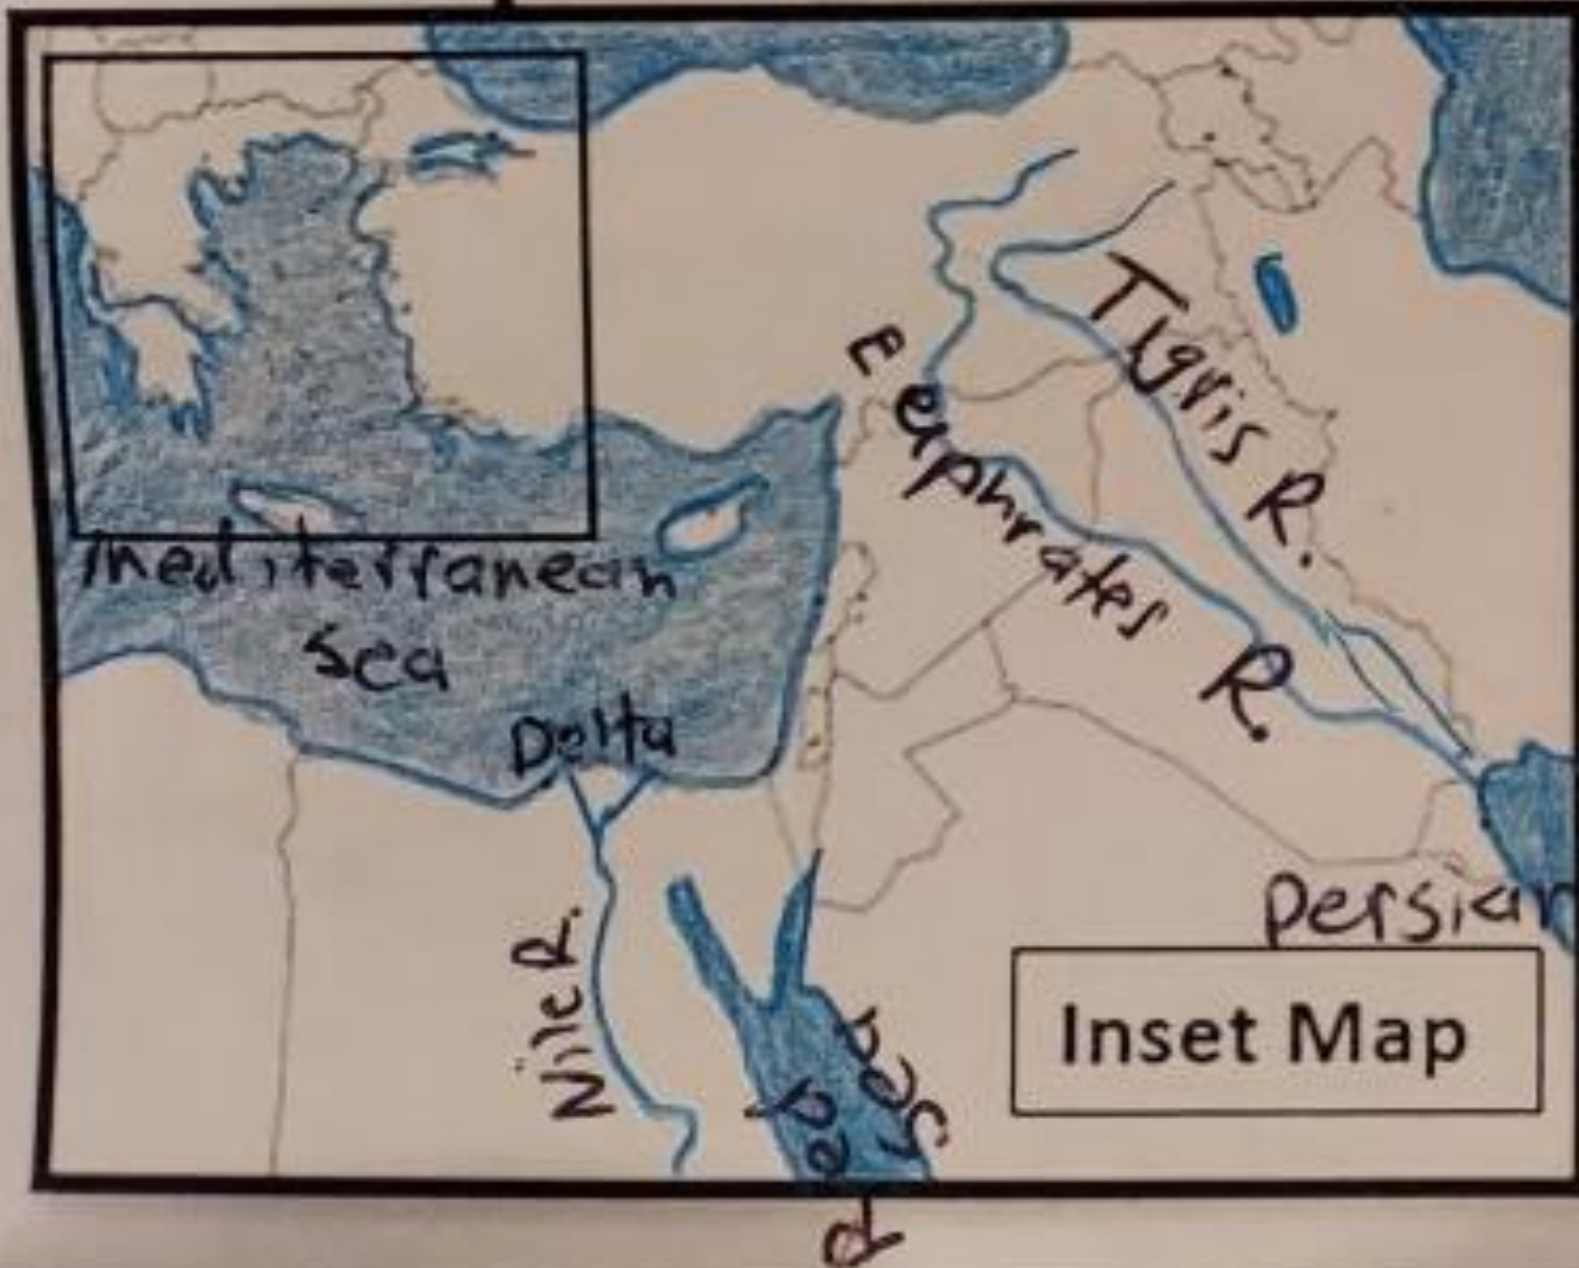 Tigris R.
Euphrates R.
Mediterranean
Sea
Delta
Nile R.
Persian
Red
Sea
Inset Map